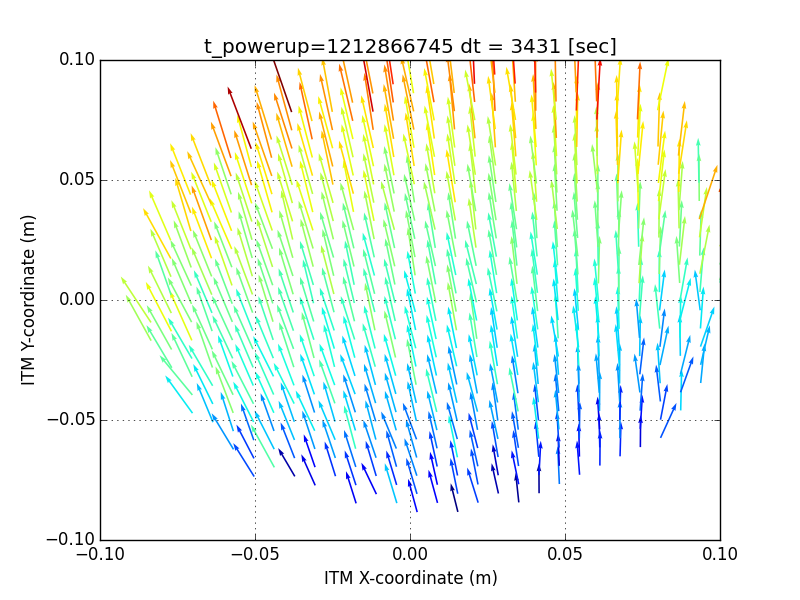 t_powerup=1212866745 dt = 3431 [sec]
0.10
0.05
0.00
−0.05
−0.10
ITM Y-coordinate (m)
−0.10 −0.05 0.00 0.05 0.10
ITM X-coordinate (m)